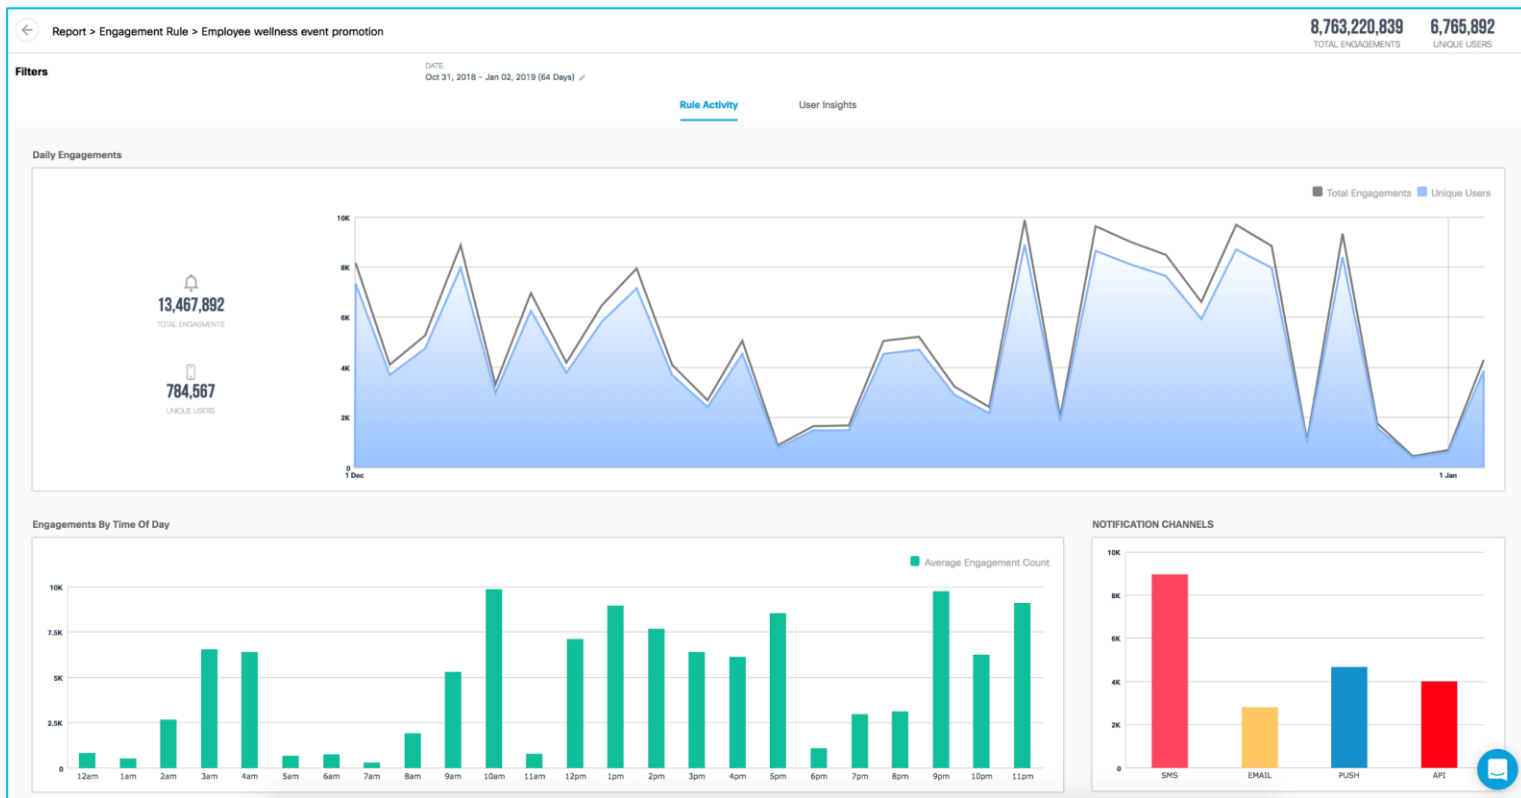 Report > Engagement Rule > Employee wellness event promotion
8,763,220,839
TOTAL ENGAGEMENTS
6,765,892
UNIQUE USERS
Filters
DATE:
Oct 31, 2018 - Jan 02, 2019 (64 Days)
Rule Activity
User Insights
Daily Engagements
Total Engagements
Unique Users
13,467,892
TOTAL ENGAGMENTS
784,567
UNIQUE USERS
10K
8K
6K
4K
2K
0
1 Dec
1 Jan
Engagements By Time Of Day
Average Engagement Count
10K
7.5K
5K
2.5K
0
12am 1am 2am 3am 4am 5am 6am 7am 8am 9am 10am 11am 12pm 1pm 2pm 3pm 4pm 5pm 6pm 7pm 8pm 9pm 10pm 11pm
NOTIFICATION CHANNELS
10K
8K
6K
4K
2K
0
SMS EMAIL PUSH API